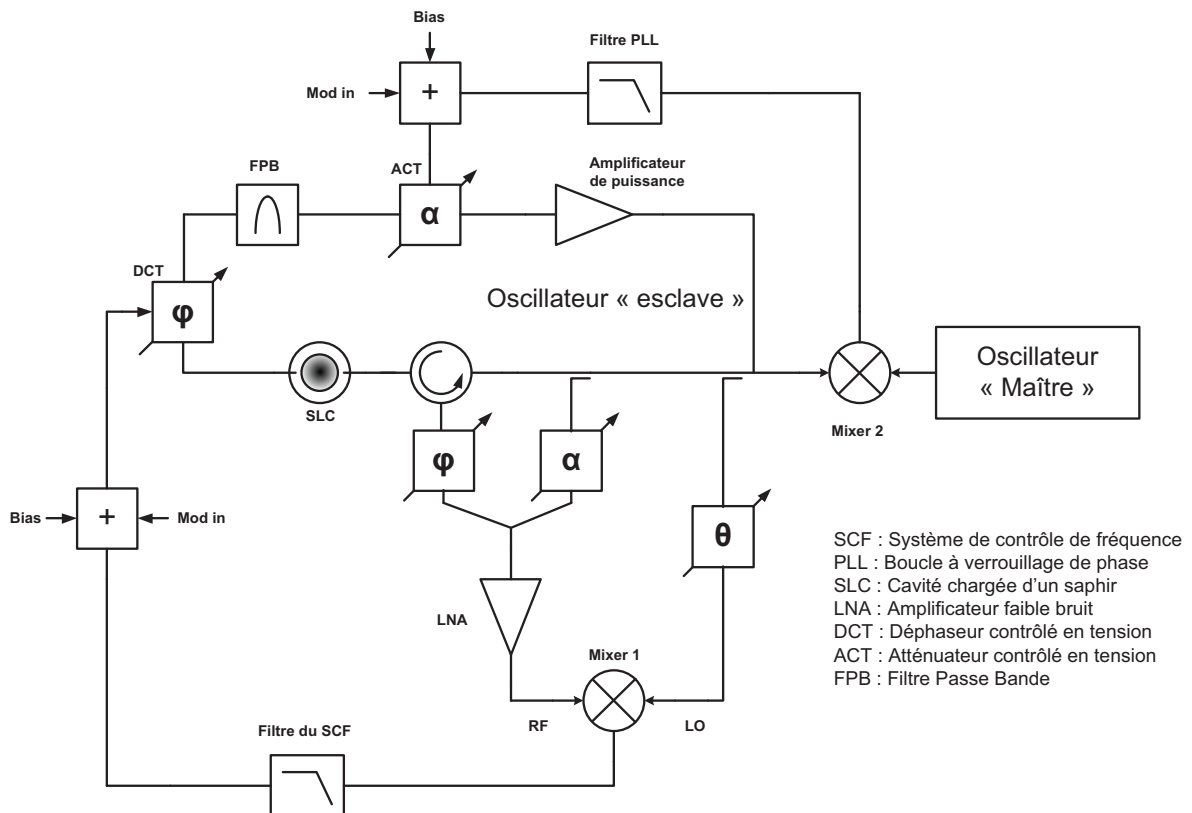 Bias
Filtre PLL
Mod in
+
FPB
ACT
Amplificateur
de puissance
α
DCT
φ
Oscillateur « esclave »
Oscillateur
« Maître »
SLC
Mixer 2
φ
α
Bias
+
Mod in
θ
SCF : Système de contrôle de fréquence
PLL : Boucle à verrouillage de phase
SLC : Cavité chargée d'un saphir
LNA : Amplificateur faible bruit
DCT : Déphaseur contrôlé en tension
ACT : Atténuateur contrôlé en tension
FPB : Filtre Passe Bande
LNA
Mixer 1
RF
LO
Filtre du SCF